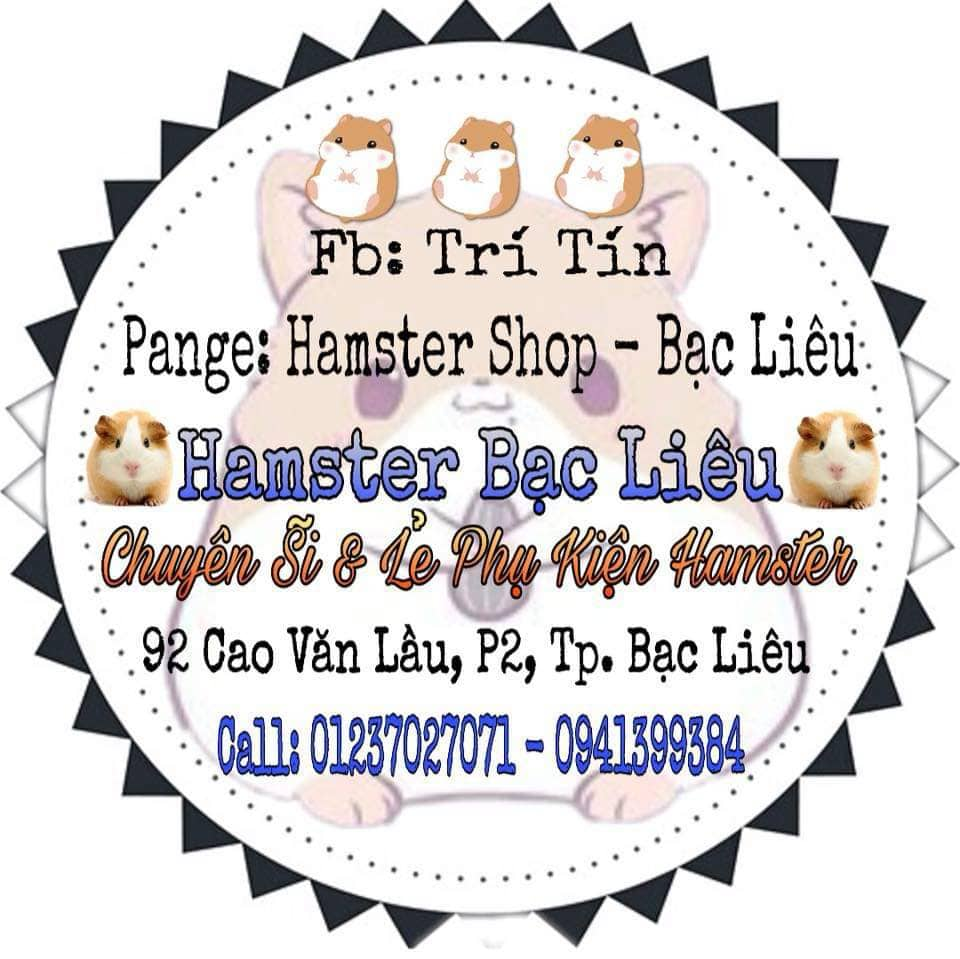 Fb: Trí Tín
Pange: Hamster Shop - Bạc Liêu
Hamster Bạc Liêu
Chuyên Sĩ & Lẻ Phụ Kiện Hamster
92 Cao Văn Lầu, P2, Tp. Bạc Liêu
Call: 01237027071 - 0941399384